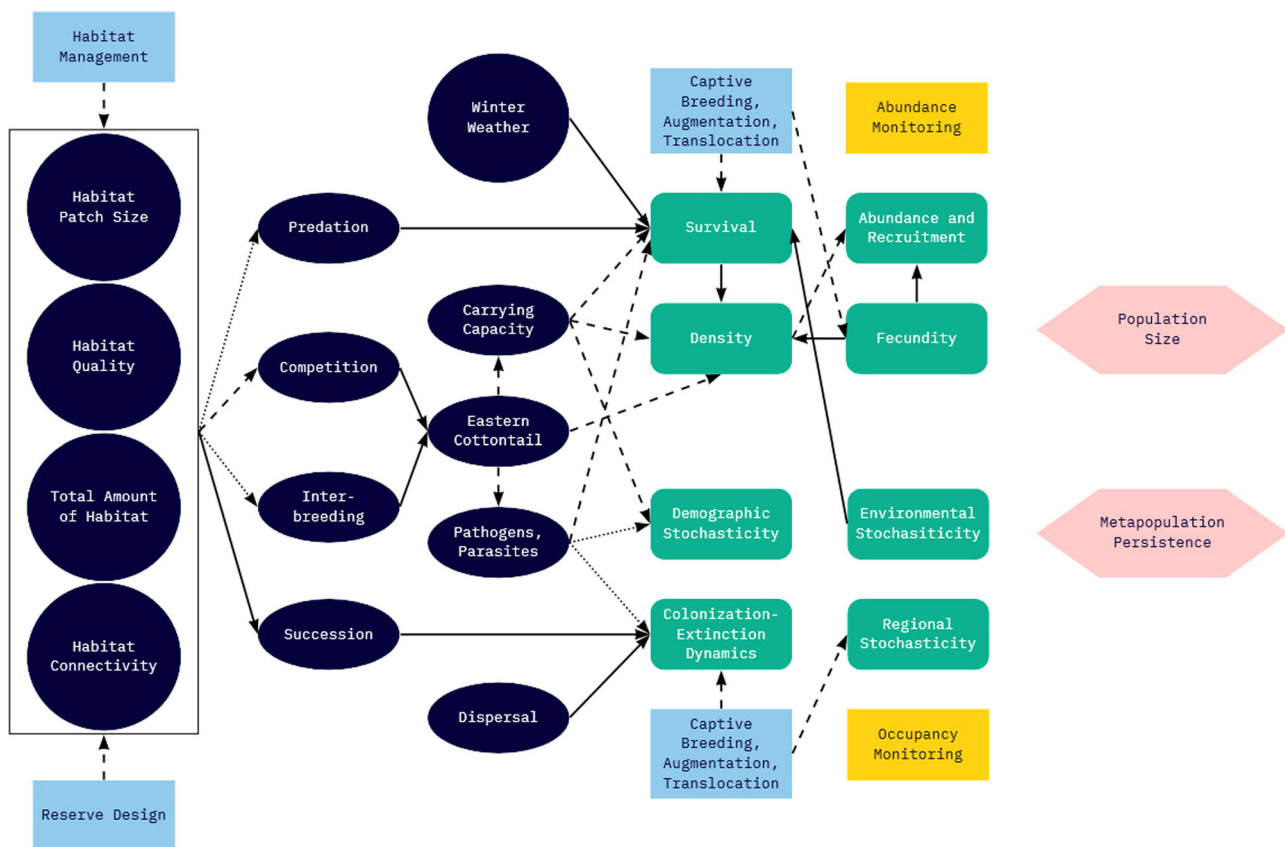 Habitat
Management
Habitat
Patch Size
Habitat
Quality
Total Amount
of Habitat
Habitat
Connectivity
Reserve Design
Predation
Competition
Inter-
breeding
Succession
Winter
Weather
Carrying
Capacity
Eastern
Cottontail
Pathogens,
Parasites
Dispersal
Captive
Breeding,
Augmentation,
Translocation
Survival
Density
Demographic
Stochasticity
Colonization-
Extinction
Dynamics
Captive
Breeding,
Augmentation,
Translocation
Abundance
Monitoring
Abundance and
Recruitment
Fecundity
Environmental
Stochasiticity
Regional
Stochasticity
Occupancy
Monitoring
Population
Size
Metapopulation
Persistence